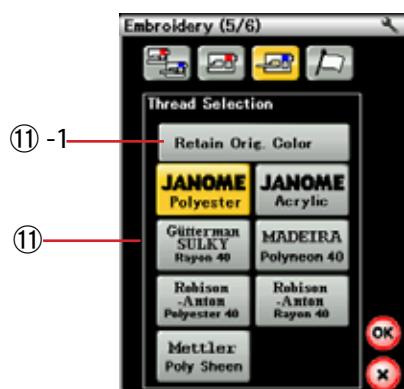 Embroidery (5/6)
Thread Selection
⑪ -1
Retain Orig. Color
JANOME
Polyester
JANOME
Acrylic
⑪
Gütterman
SULKY
Rayon 40
MADEIRA
Polyneon 40
Robison
-Anton
Polyester 40
Robison
-Anton
Rayon 40
Mettler
Poly Sheen
OK
x